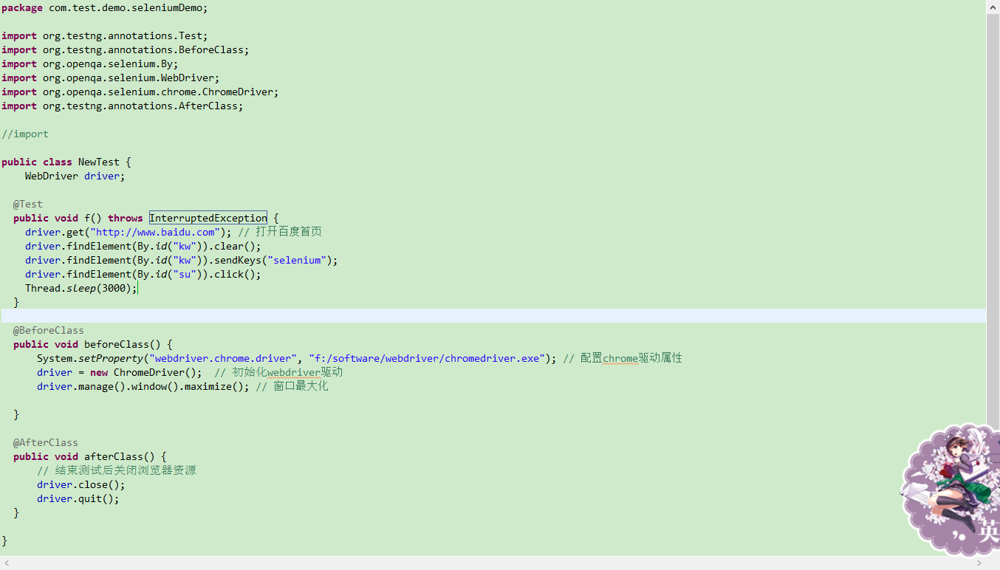 package com.test.demo.seleniumDemo;
import org.testng.annotations.Test;
import org.testng.annotations.BeforeClass;
import org.openqa.selenium.By;
import org.openqa.selenium.WebDriver;
import org.openqa.selenium.chrome.ChromeDriver;
import org.testng.annotations.AfterClass;
//import
public class NewTest {
WebDriver driver;
@Test
public void f() throws InterruptedException {
driver.get("http://www.baidu.com"); // 打开百度首页
driver.findElement(By.id("kw")).clear();
driver.findElement(By.id("kw")).sendKeys("selenium");
driver.findElement(By.id("su")).click();
Thread.sleep(3000);
}
@BeforeClass
public void beforeClass() {
System.setProperty("webdriver.chrome.driver", "f:/software/webdriver/chromedriver.exe"); // 配置chrome驱动属性
driver = new ChromeDriver();  // 初始化webdriver驱动
driver.manage().window().maximize(); // 窗口最大化
}
@AfterClass
public void afterClass() {
// 结束测试后关闭浏览器资源
driver.close();
driver.quit();
}
}
英